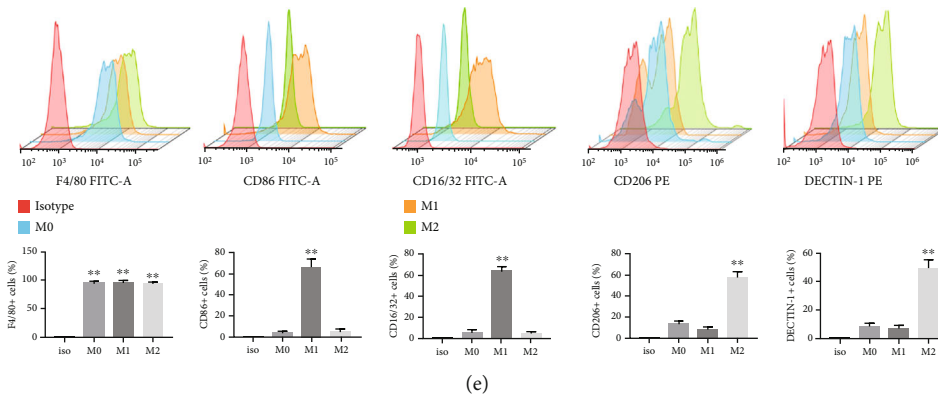 10² 10³ 10⁴ 10⁵
F4/80 FITC-A
10² 10³ 10⁴ 10⁵
CD86 FITC-A
10³ 10⁴ 10⁵
CD16/32 FITC-A
10² 10³ 10⁴ 10⁵ 10⁶
CD206 PE
10² 10³ 10⁴ 10⁵ 10⁶
DECTIN-1 PE
Isotype
M0
M1
M2
F4/80+ cells (%)
150
100
50
0
** ** **
iso M0 M1 M2
CD86+ cells (%)
80
60
40
20
0
**
iso M0 M1 M2
CD16/32+ cells (%)
80
60
40
20
0
**
iso M0 M1 M2
CD206+ cells (%)
80
60
40
20
0
**
iso M0 M1 M2
DECTIN-1 + cells (%)
60
40
20
0
**
iso M0 M1 M2
(e)